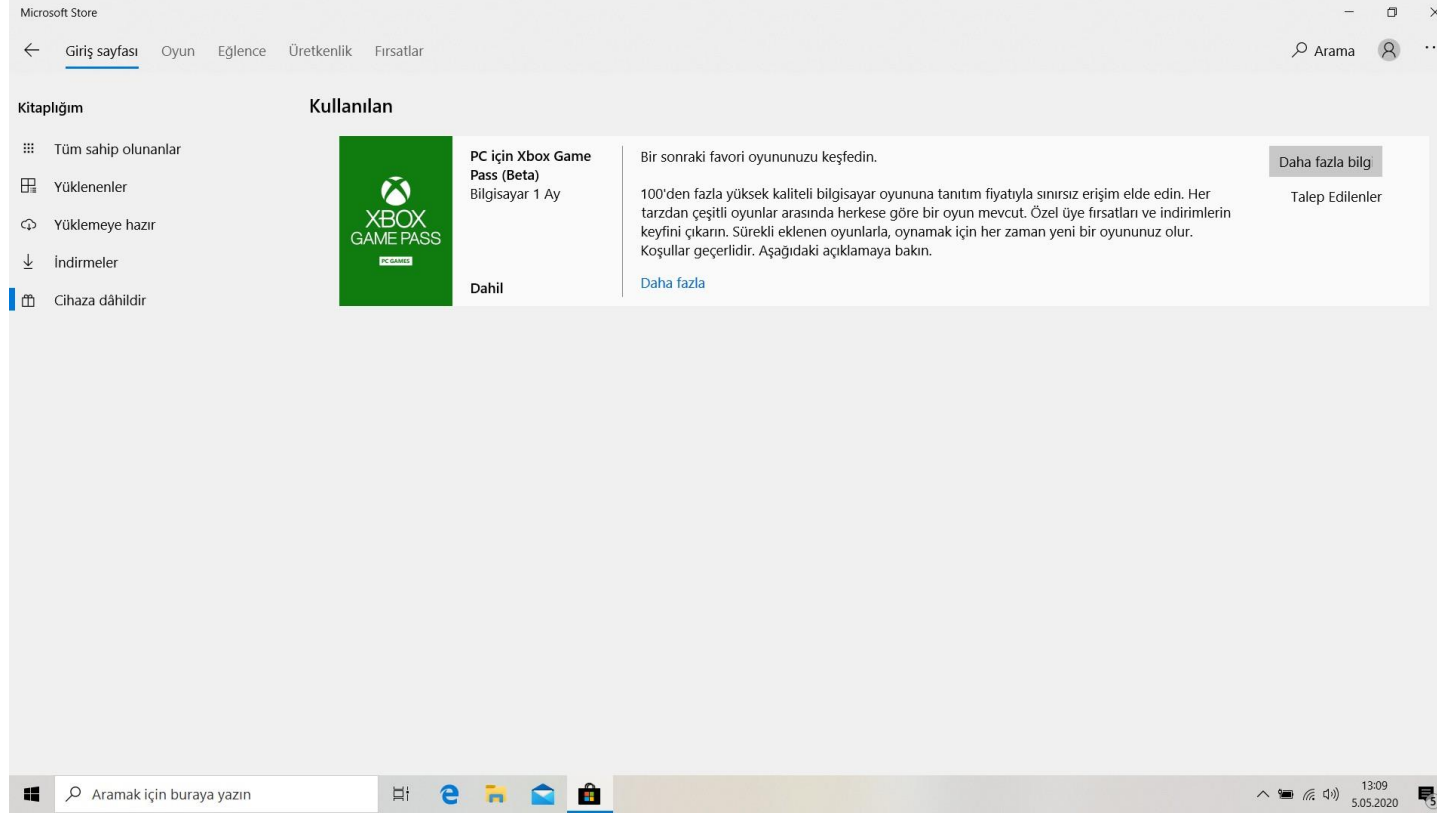 Microsoft Store
Giriş sayfası Oyun Eğlence Üretkenlik Fırsatlar
Arama
Kitaplığım
Tüm sahip olunanlar
Yüklenenler
Yüklemeye hazır
İndirmeler
Cihaza dâhildir
Kullanılan
XBOX
GAME PASS
PC GAMES
PC için Xbox Game
Pass (Beta)
Bilgisayar 1 Ay
Dahil
Bir sonraki favori oyununuzu keşfedin.
100'den fazla yüksek kaliteli bilgisayar oyununa tanıtım fiyatıyla sınırsız erişim elde edin. Her
tarzdan çeşitli oyunlar arasında herkese göre bir oyun mevcut. Özel üye fırsatları ve indirimlerin
keyfini çıkarın. Sürekli eklenen oyunlarla, oynamak için her zaman yeni bir oyununuz olur.
Koşullar geçerlidir. Aşağıdaki açıklamaya bakın.
Daha fazla
Daha fazla bilg
Talep Edilenler
Aramak için buraya yazın
13:09
5.05.2020
5